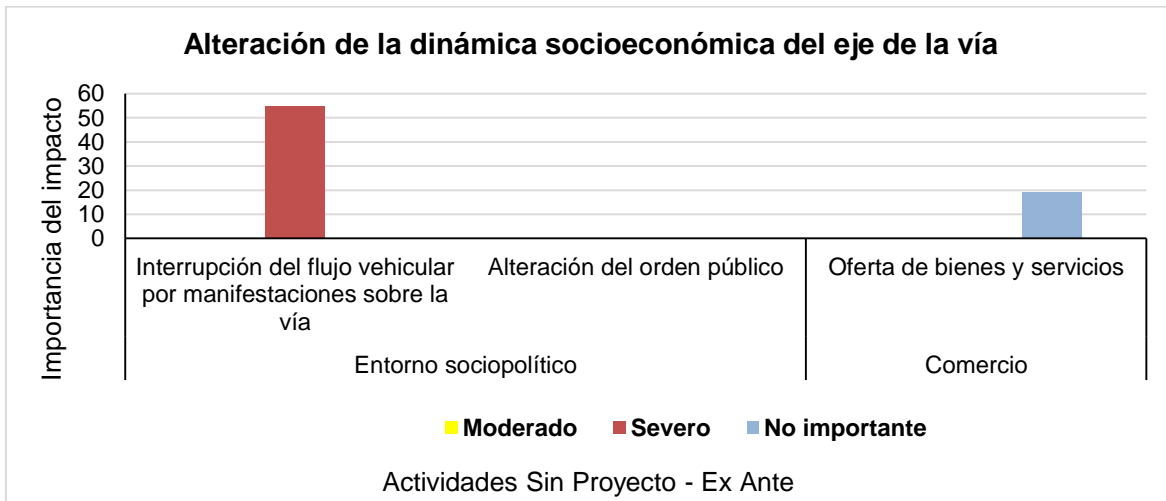 Alteración de la dinámica socioeconómica del eje de la vía
Importancia del impacto
60
50
40
30
20
10
0
Interrupción del flujo vehicular
por manifestaciones sobre la
vía
Alteración del orden público
Oferta de bienes y servicios
Entorno sociopolítico
Comercio
Moderado
Severo
No importante
Actividades Sin Proyecto - Ex Ante